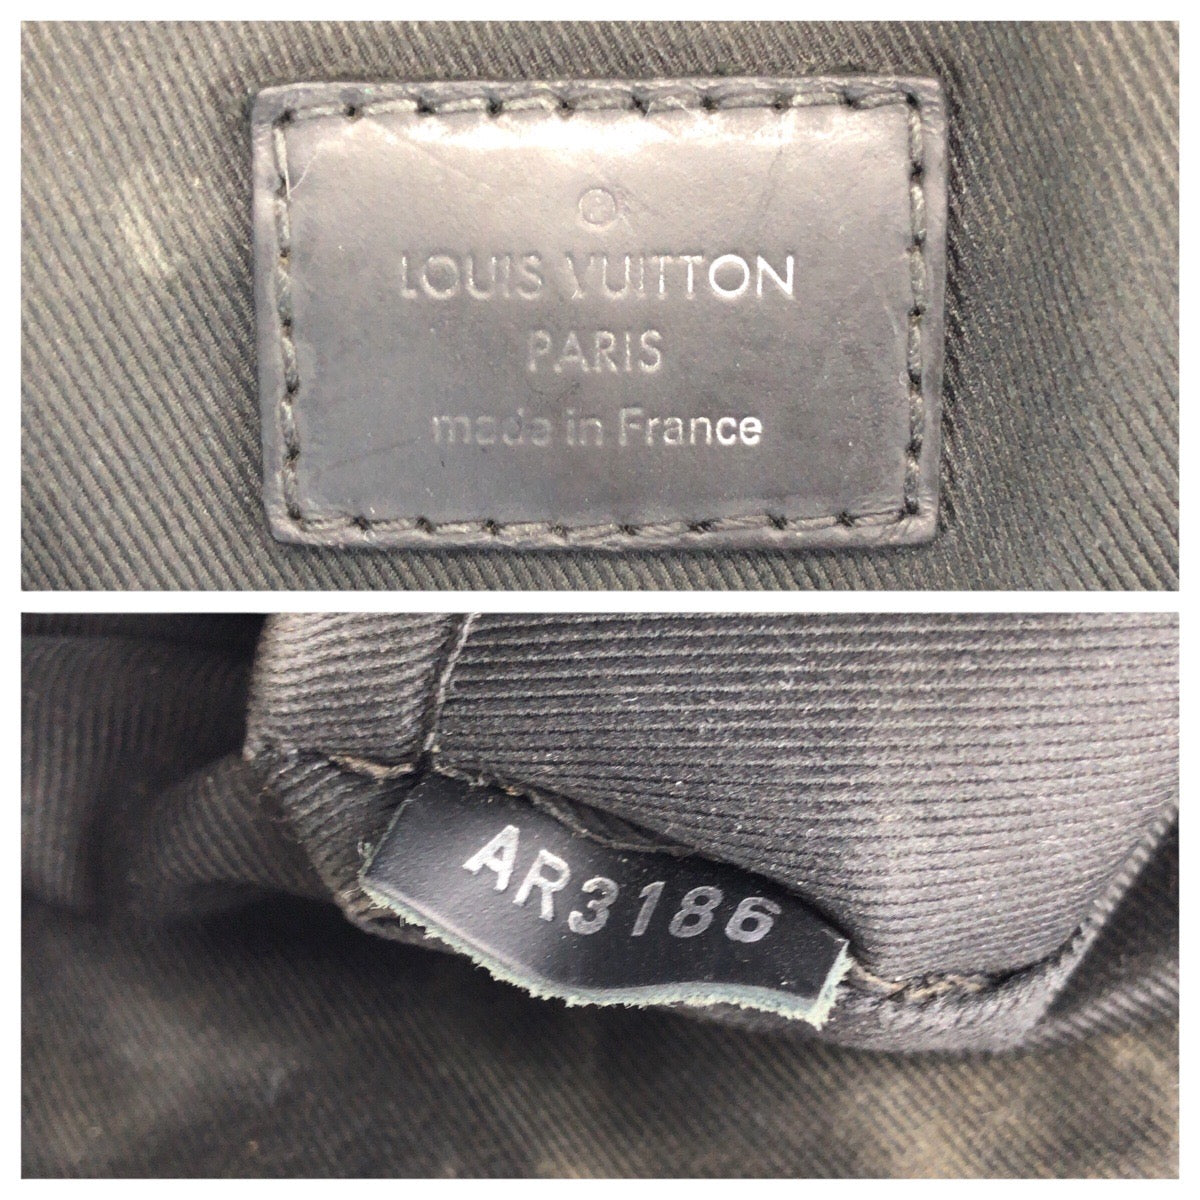 ®
LOUIS VUITTON
PARIS
made in France
AR3186